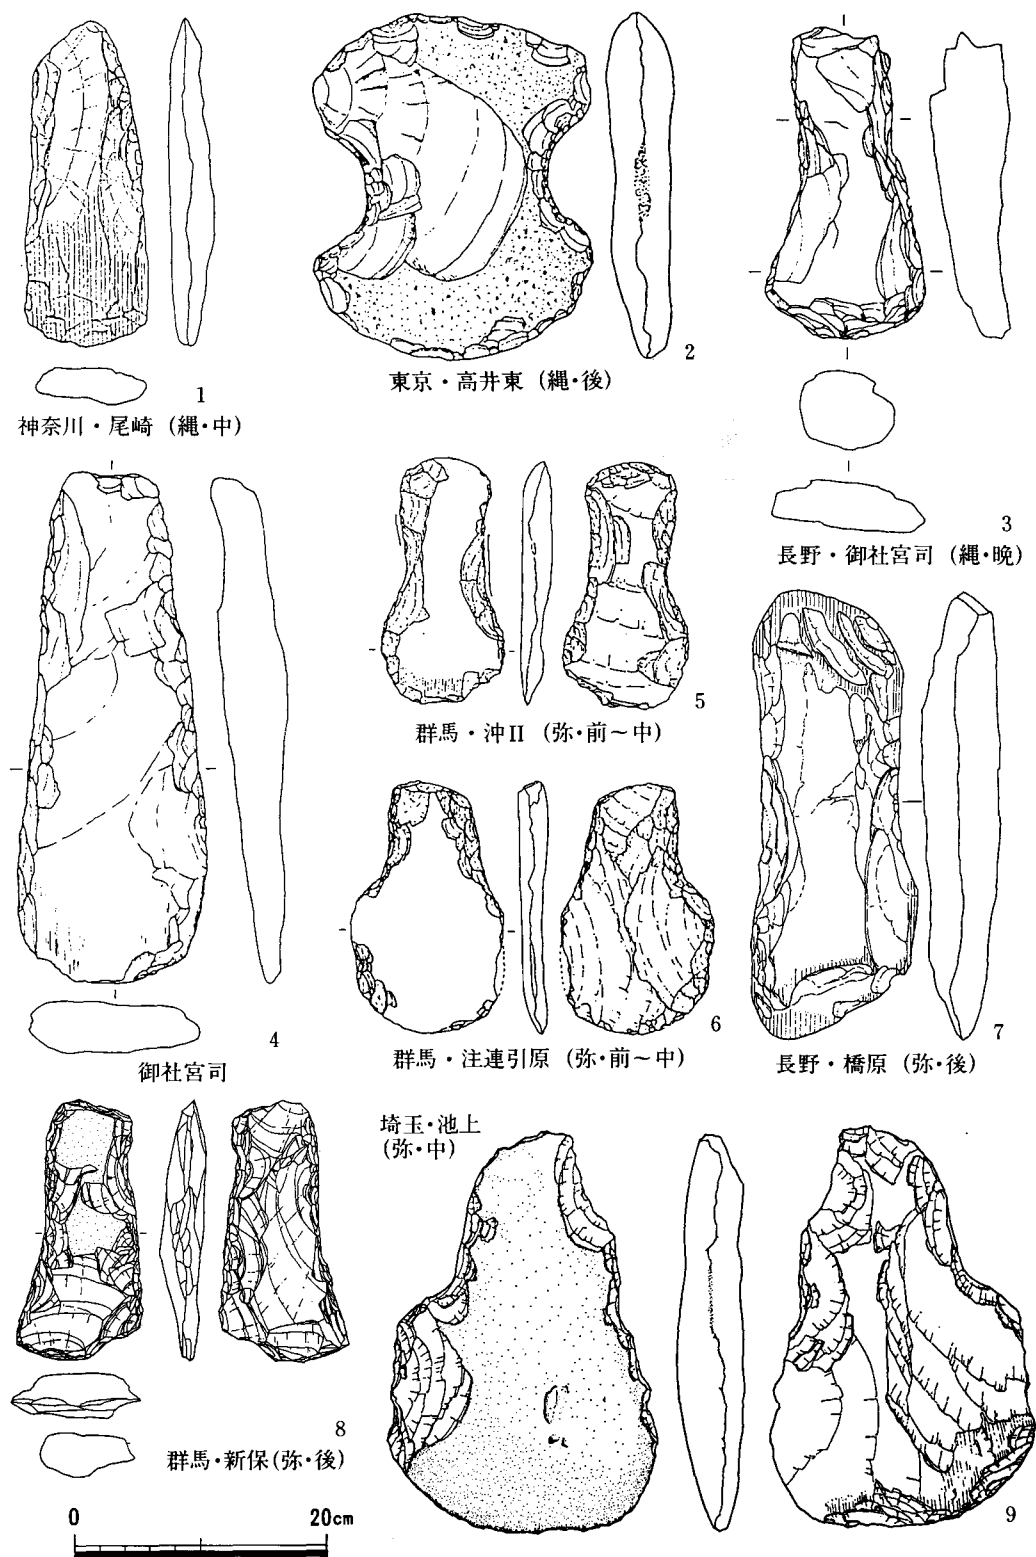 1
神奈川・尾崎 (縄・中)
2
東京・高井東 (縄・後)
3
長野・御社宮司 (縄・晩)
4
御社宮司
5
群馬・沖II (弥・前〜中)
6
群馬・注連引原 (弥・前〜中)
7
長野・橋原 (弥・後)
8
群馬・新保(弥・後)
埼玉・池上
(弥・中)
9
0 20cm